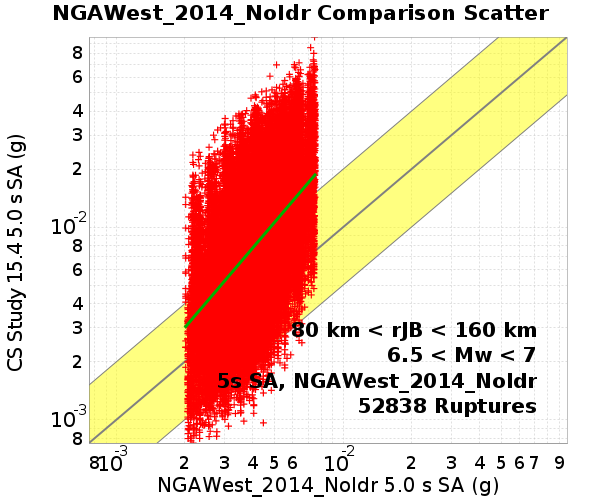 NGAWest_2014_NoIdr Comparison Scatter
CS Study 15.4 5.0 s SA (g)
8
6
4
3
2
10-2
8
6
4
3
2
10-3
8
80 km < rJB < 160 km
6.5 < Mw < 7
5s SA, NGAWest_2014_NoIdr
52838 Ruptures
8 10-3 2 3 4 5 6 10-2 2 3 4 5 6 7 9
NGAWest_2014_NoIdr 5.0 s SA (g)